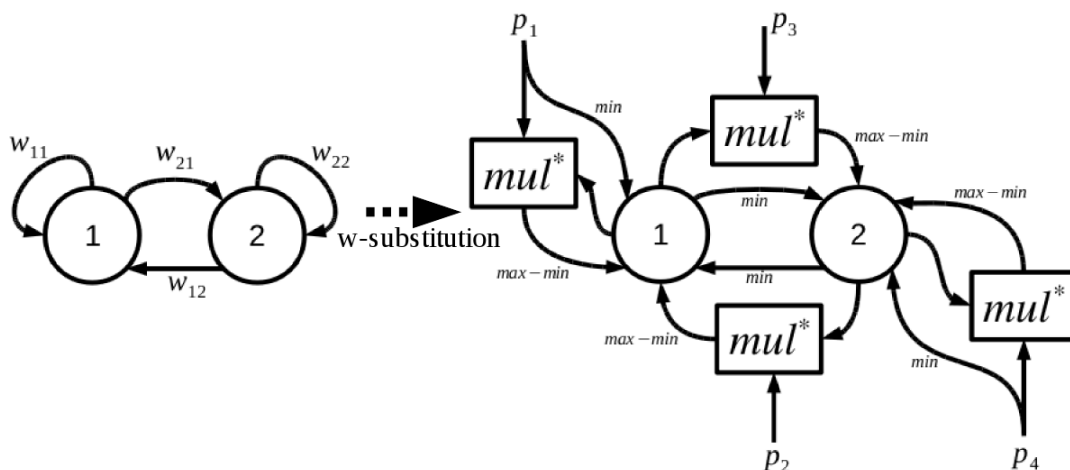 p₁
p₃
min
mul*
max−min
w₁₁
w₂₁
w₂₂
mul*
max−min
1
2
w-substitution
1
min
2
w₁₂
max−min
min
mul*
max−min
mul*
min
p₂
p₄